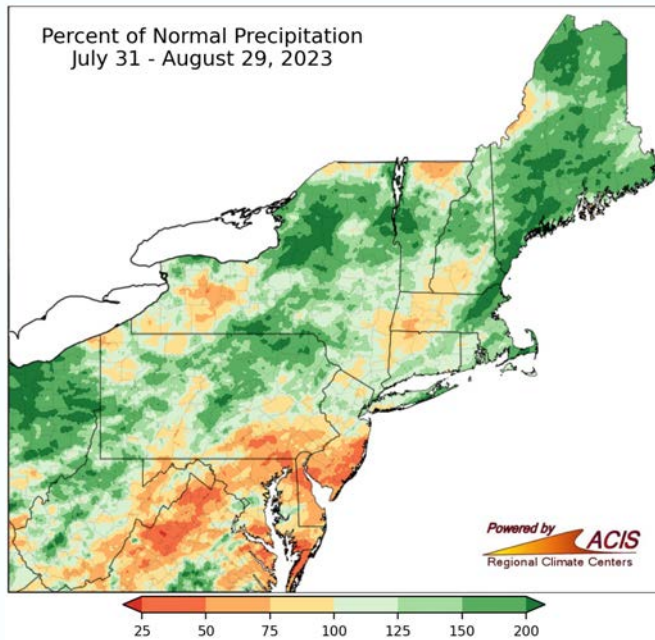 Percent of Normal Precipitation
July 31 - August 29, 2023
Powered by
ACIS
Regional Climate Centers
25 50 75 100 125 150 200